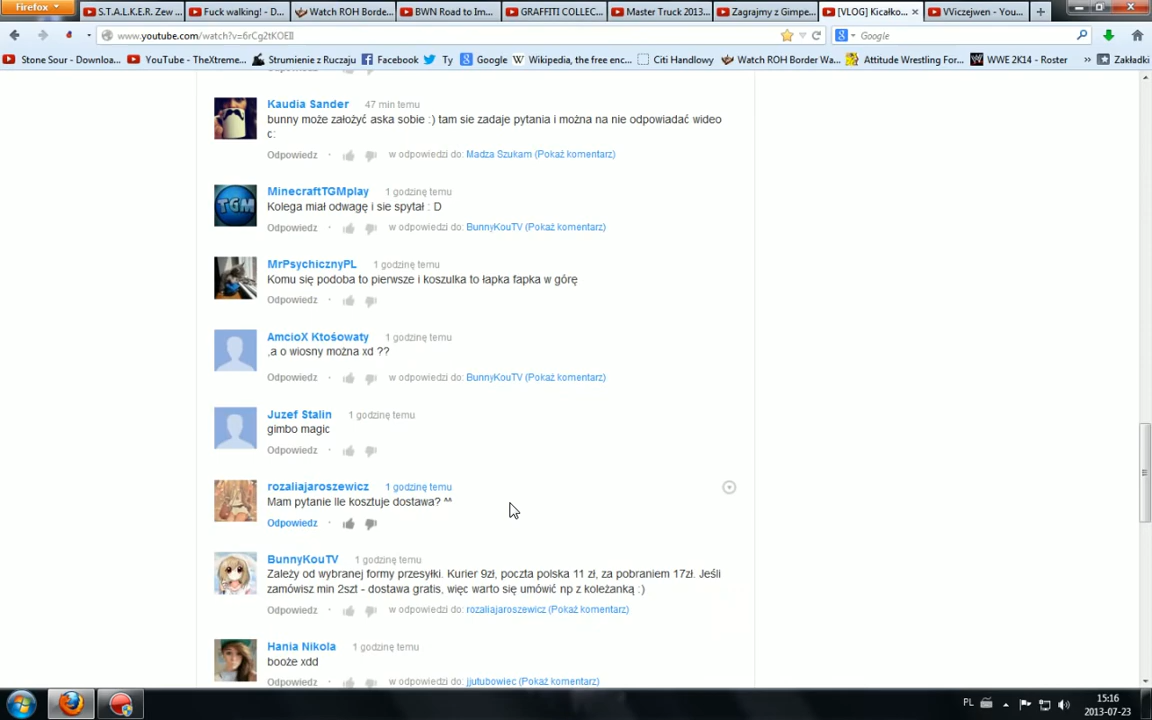 Firefox
S.T.A.L.K.E.R. Zew ...
Fuck walking! - D...
Watch ROH Borde...
BWN Road to Im...
GRAFFITI COLLEC...
Master Truck 2013...
Zagrajmy z Gimpe...
[VLOG] Kicałko...
VViczejwen - You...
www.youtube.com/watch?v=6rCg2tKOEII
Google
Stone Sour - Downloa...
YouTube - TheXtreme...
Strumienie z Ruczaju
Facebook
Ty
Google
Wikipedia, the free enc...
Citi Handlowy
Watch ROH Border Wa...
Attitude Wrestling For...
WWE 2K14 - Roster
»
Zakładki
Kaudia Sander 47 min temu
bunny może założyć aska sobie :) tam sie zadaje pytania i można na nie odpowiadać wideo
c:
Odpowiedz · w odpowiedzi do: Madza Szukam (Pokaż komentarz)
MinecraftTGMplay 1 godzinę temu
TGM
Kolega miał odwagę i sie spytał : D
Odpowiedz · w odpowiedzi do: BunnyKouTV (Pokaż komentarz)
MrPsychicznyPL 1 godzinę temu
Komu się podoba to pierwsze i koszulka to łapka fapka w górę
Odpowiedz ·
AmcioX Ktośowaty 1 godzinę temu
,a o wiosny można xd ??
Odpowiedz · w odpowiedzi do: BunnyKouTV (Pokaż komentarz)
Juzef Stalin 1 godzinę temu
gimbo magic
Odpowiedz ·
rozaliajaroszewicz 1 godzinę temu
Mam pytanie Ile kosztuje dostawa? ^^
Odpowiedz ·
BunnyKouTV 1 godzinę temu
Zależy od wybranej formy przesyłki. Kurier 9zł, poczta polska 11 zł, za pobraniem 17zł. Jeśli
zamówisz min 2szt - dostawa gratis, więc warto się umówić np z koleżanką :)
Odpowiedz · w odpowiedzi do: rozaliajaroszewicz (Pokaż komentarz)
Hania Nikola 1 godzinę temu
booże xdd
Odpowiedz · w odpowiedzi do: jjutubowiec (Pokaż komentarz)
PL
15:16
2013-07-23